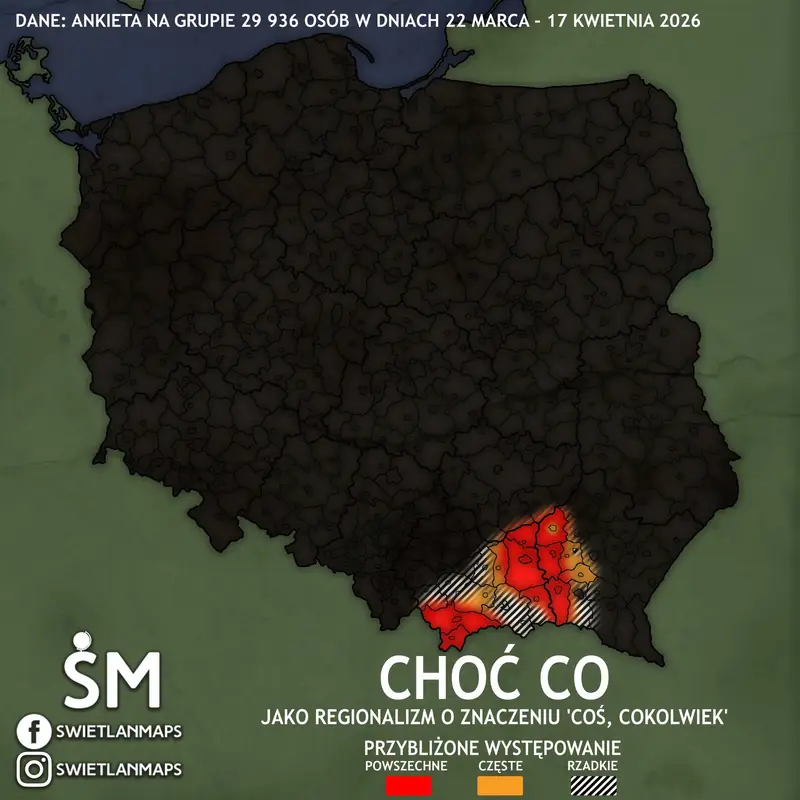 DANE: ANKIETA NA GRUPIE 29 936 OSÓB W DNIACH 22 MARCA - 17 KWIETNIA 2026
ŚM
SWIETLANMAPS
SWIETLANMAPS
CHOĆ CO
JAKO REGIONALIZM O ZNACZENIU 'COŚ, COKOLWIEK'
PRZYBLIŻONE WYSTĘPOWANIE
POWSZECHNE CZĘSTE RZADKIE